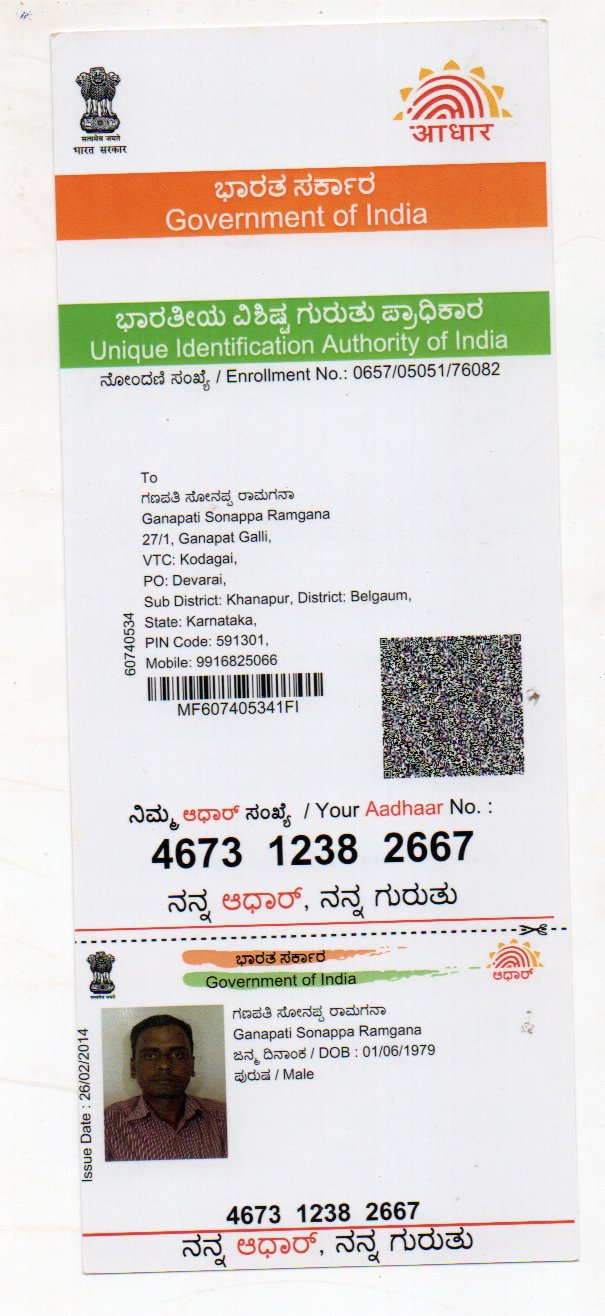 सत्यमेव जयते
भारत सरकार
आधार
ಭಾರತ ಸರ್ಕಾರ
Government of India
ಭಾರತೀಯ ವಿಶಿಷ್ಟ ಗುರುತು ಪ್ರಾಧಿಕಾರ
Unique Identification Authority of India
ನೋಂದಣಿ ಸಂಖ್ಯೆ / Enrollment No.: 0657/05051/76082
To
ಗಣಪತಿ ಸೋನಪ್ಪ ರಾಮಗನಾ
Ganapati Sonappa Ramgana
27/1, Ganapat Galli,
VTC: Kodagai,
PO: Devarai,
Sub District: Khanapur, District: Belgaum,
State: Karnataka,
PIN Code: 591301,
Mobile: 9916825066
60740534
MF607405341FI
ನಿಮ್ಮ ಆಧಾರ್ ಸಂಖ್ಯೆ / Your Aadhaar No. :
4673 1238 2667
ನನ್ನ ಆಧಾರ್, ನನ್ನ ಗುರುತು
ಭಾರತ ಸರ್ಕಾರ
Government of India
ಆಧಾರ್
ಗಣಪತಿ ಸೋನಪ್ಪ ರಾಮಗನಾ
Ganapati Sonappa Ramgana
ಜನ್ಮ ದಿನಾಂಕ / DOB : 01/06/1979
ಪುರುಷ / Male
Issue Date : 26/02/2014
4673 1238 2667
ನನ್ನ ಆಧಾರ್, ನನ್ನ ಗುರುತು